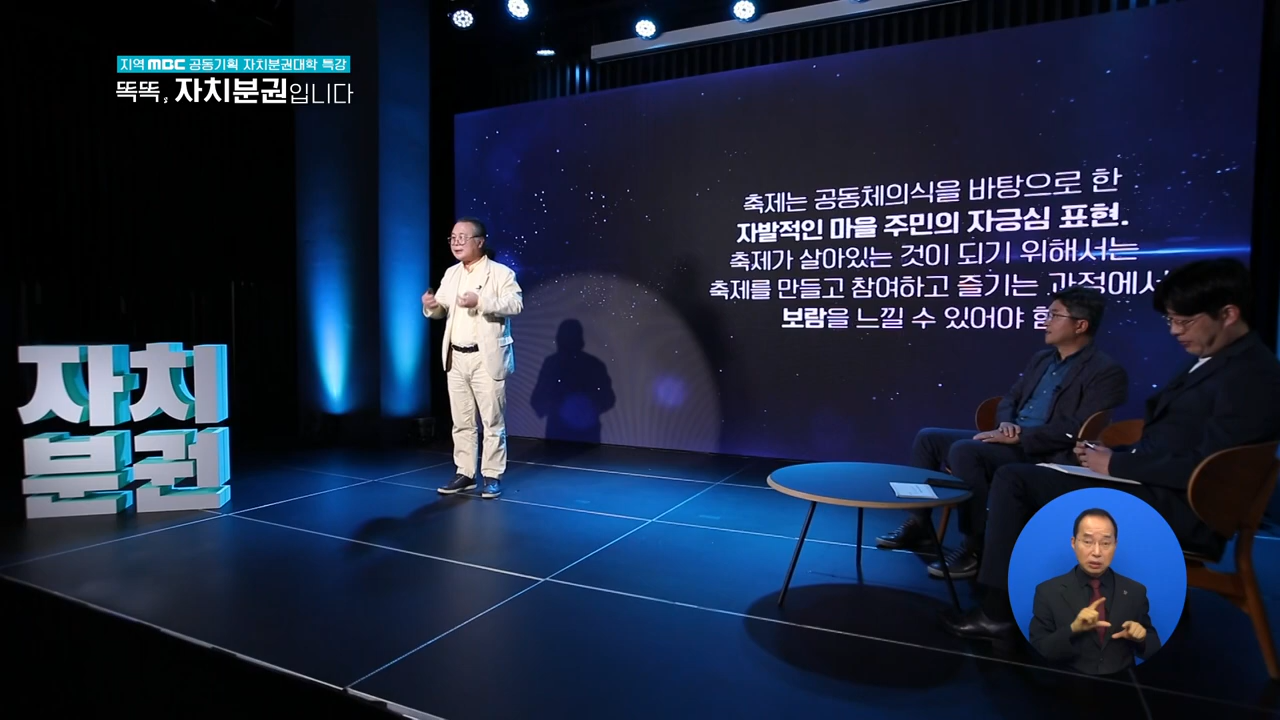 지역 MBC 공동기획 자치분권대학 특강
똑똑, 자치분권입니다
축제는 공동체의식을 바탕으로 한
자발적인 마을 주민의 자긍심 표현.
축제가 살아있는 것이 되기 위해서는
축제를 만들고 참여하고 즐기는 과정에서
보람을 느낄 수 있어야
자치
분권